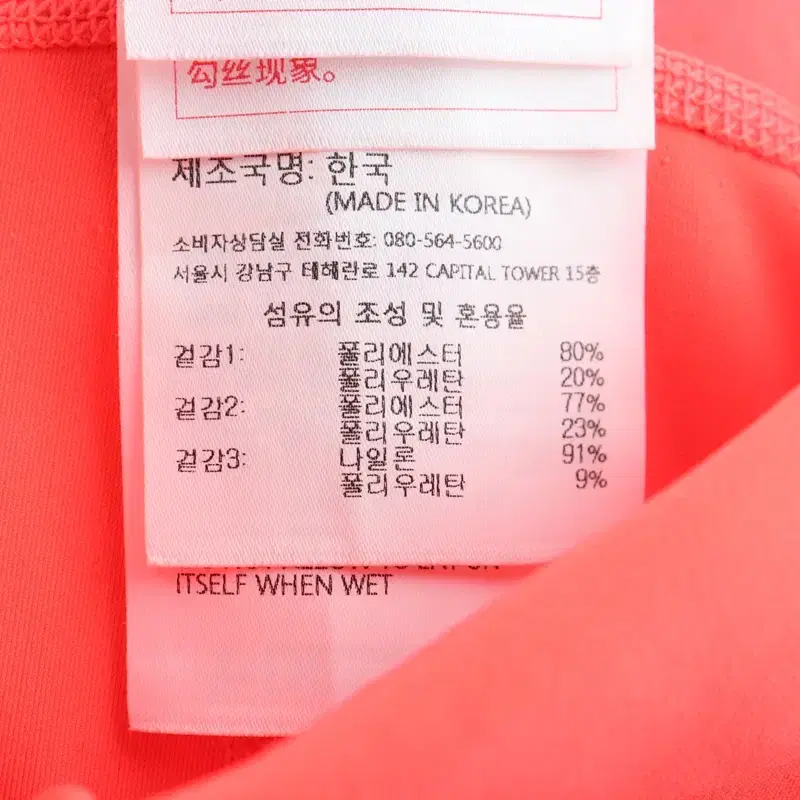 勾丝现象。
제조국명: 한국
(MADE IN KOREA)
소비자상담실 전화번호: 080-564-5600
서울시 강남구 테헤란로 142 CAPITAL TOWER 15층
섬유의 조성 및 혼용율
겉감1: 폴리에스터 80%
폴리우레탄 20%
겉감2: 폴리에스터 77%
폴리우레탄 23%
겉감3: 나일론 91%
폴리우레탄 9%
ITSELF WHEN WET